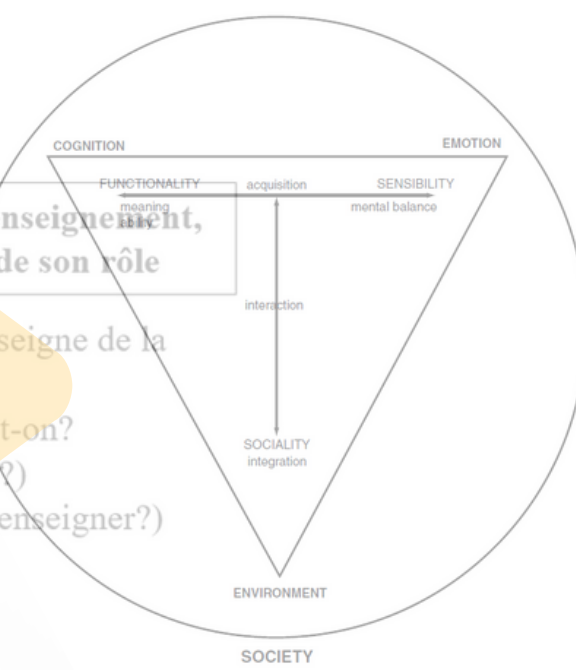 COGNITION
EMOTION
FUNCTIONALITY
acquisition
SENSIBILITY
meaning
ability
mental balance
nseignement,
de son rôle
interaction
seigne de la
t-on?
SOCIALITY
integration
?)
enseigner?)
ENVIRONMENT
SOCIETY